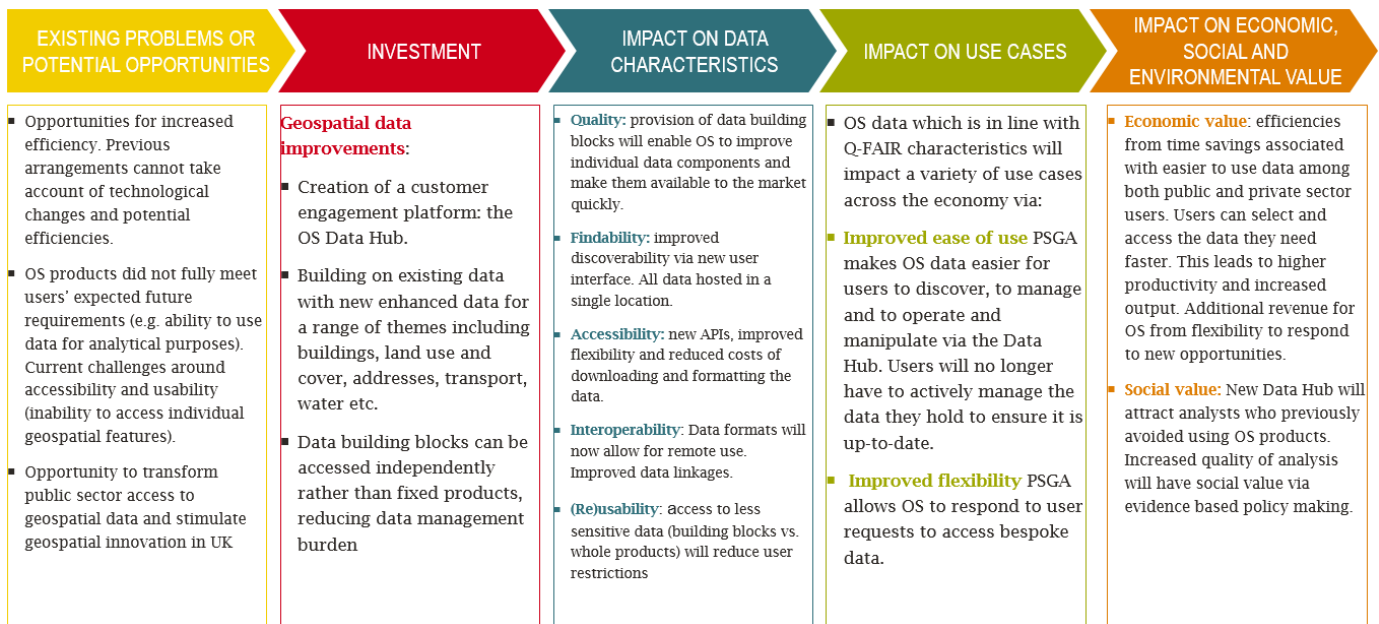 EXISTING PROBLEMS OR
POTENTIAL OPPORTUNITIES
INVESTMENT
IMPACT ON DATA
CHARACTERISTICS
IMPACT ON USE CASES
IMPACT ON ECONOMIC,
SOCIAL AND
ENVIRONMENTAL VALUE
▪ Opportunities for increased
efficiency. Previous
arrangements cannot take
account of technological
changes and potential
efficiencies.
▪ OS products did not fully meet
users’ expected future
requirements (e.g. ability to use
data for analytical purposes).
Current challenges around
accessibility and usability
(inability to access individual
geospatial features).
▪ Opportunity to transform
public sector access to
geospatial data and stimulate
geospatial innovation in UK
Geospatial data
improvements:
▪ Creation of a customer
engagement platform: the
OS Data Hub.
▪ Building on existing data
with new enhanced data for
a range of themes including
buildings, land use and
cover, addresses, transport,
water etc.
▪ Data building blocks can be
accessed independently
rather than fixed products,
reducing data management
burden
▪ Quality: provision of data building
blocks will enable OS to improve
individual data components and
make them available to the market
quickly.
▪ Findability: improved
discoverability via new user
interface. All data hosted in a
single location.
▪ Accessibility: new APIs, improved
flexibility and reduced costs of
downloading and formatting the
data.
▪ Interoperability: Data formats will
now allow for remote use.
Improved data linkages.
▪ (Re)usability: access to less
sensitive data (building blocks vs.
whole products) will reduce user
restrictions
▪ OS data which is in line with
Q-FAIR characteristics will
impact a variety of use cases
across the economy via:
▪ Improved ease of use PSGA
makes OS data easier for
users to discover, to manage
and to operate and
manipulate via the Data
Hub. Users will no longer
have to actively manage the
data they hold to ensure it is
up-to-date.
▪ Improved flexibility PSGA
allows OS to respond to user
requests to access bespoke
data.
▪ Economic value: efficiencies
from time savings associated
with easier to use data among
both public and private sector
users. Users can select and
access the data they need
faster. This leads to higher
productivity and increased
output. Additional revenue for
OS from flexibility to respond
to new opportunities.
▪ Social value: New Data Hub will
attract analysts who previously
avoided using OS products.
Increased quality of analysis
will have social value via
evidence based policy making.